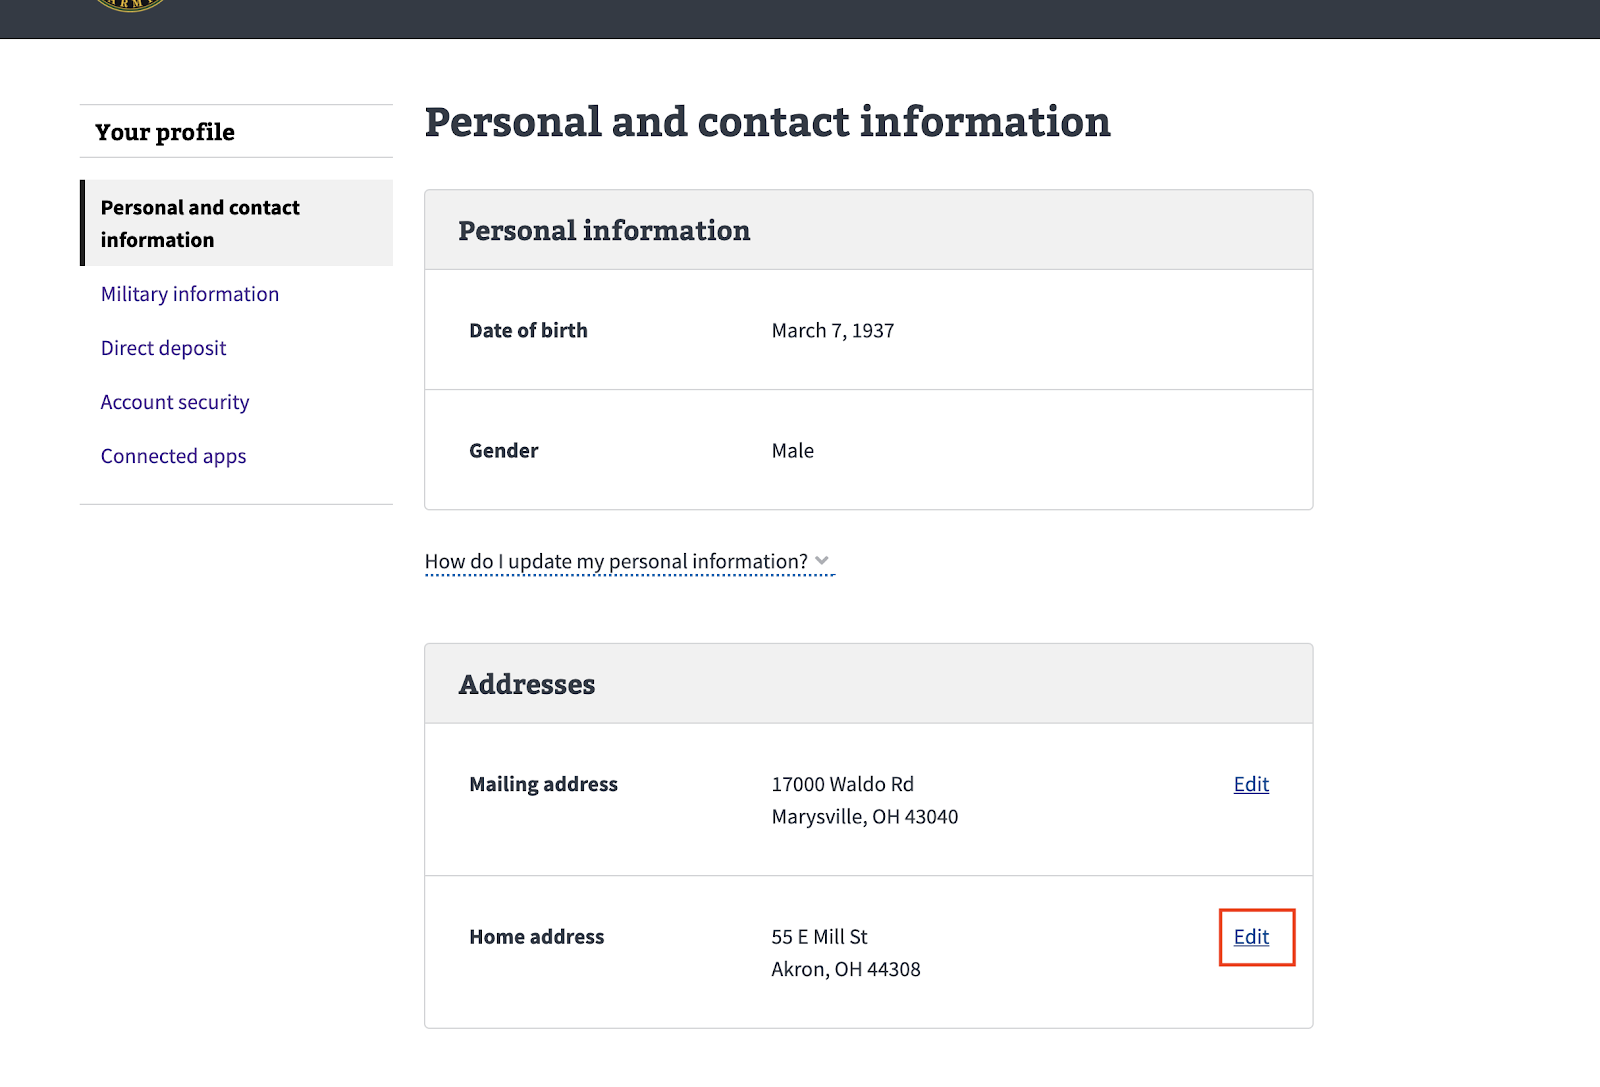 ARMY
Your profile
Personal and contact
information
Military information
Direct deposit
Account security
Connected apps
Personal and contact information
Personal information
Date of birth March 7, 1937
Gender Male
How do I update my personal information?
Addresses
Mailing address 17000 Waldo Rd Edit
Marysville, OH 43040
Home address 55 E Mill St Edit
Akron, OH 44308